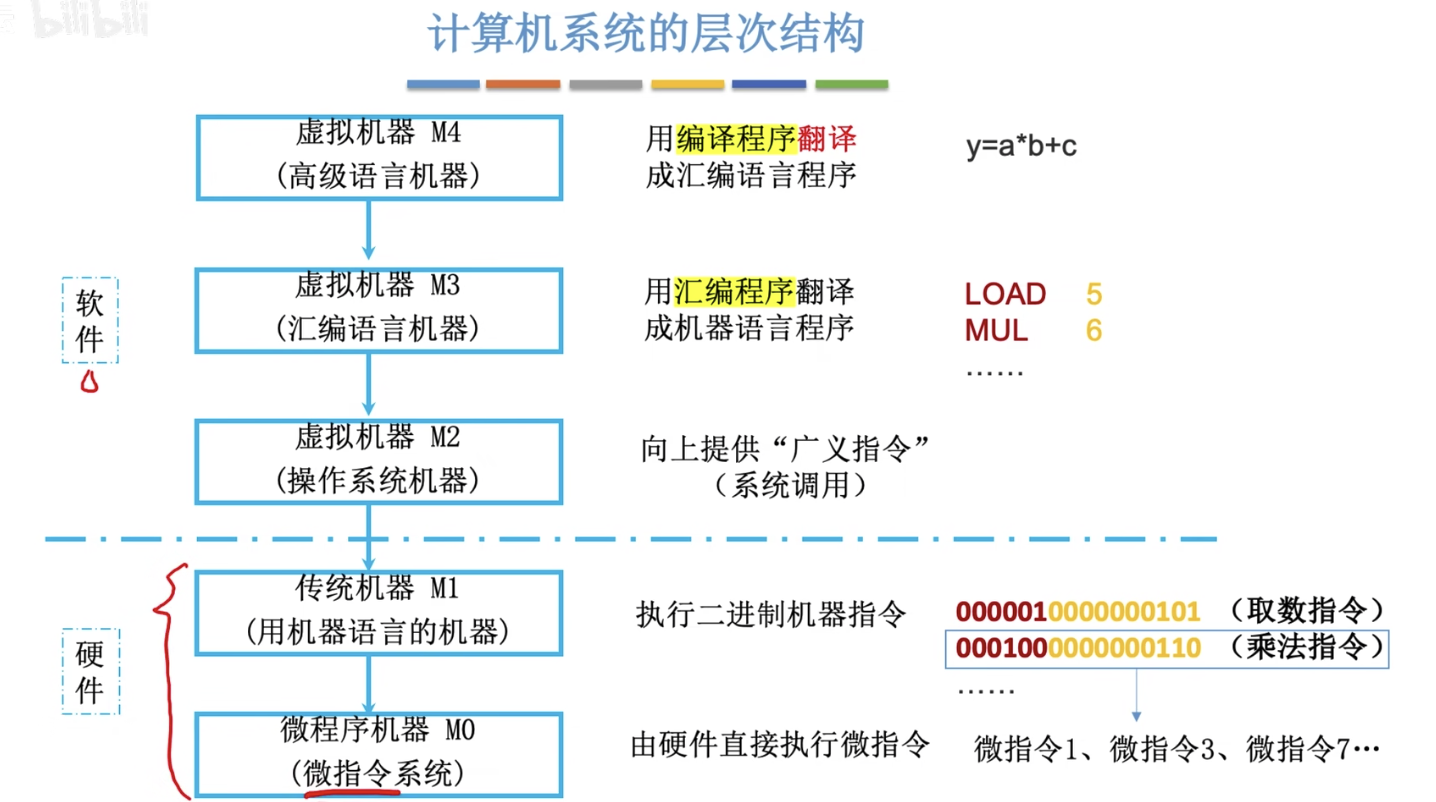 bilibili
计算机系统的层次结构
虚拟机器 M4
(高级语言机器)
用编译程序翻译
成汇编语言程序
y=a*b+c
虚拟机器 M3
(汇编语言机器)
用汇编程序翻译
成机器语言程序
LOAD 5
MUL 6
……
软
件
虚拟机器 M2
(操作系统机器)
向上提供“广义指令”
（系统调用）
传统机器 M1
(用机器语言的机器)
执行二进制机器指令
0000010000000101 （取数指令）
0001000000000110 （乘法指令）
……
硬
件
微程序机器 M0
(微指令系统)
由硬件直接执行微指令
微指令1、微指令3、微指令7…